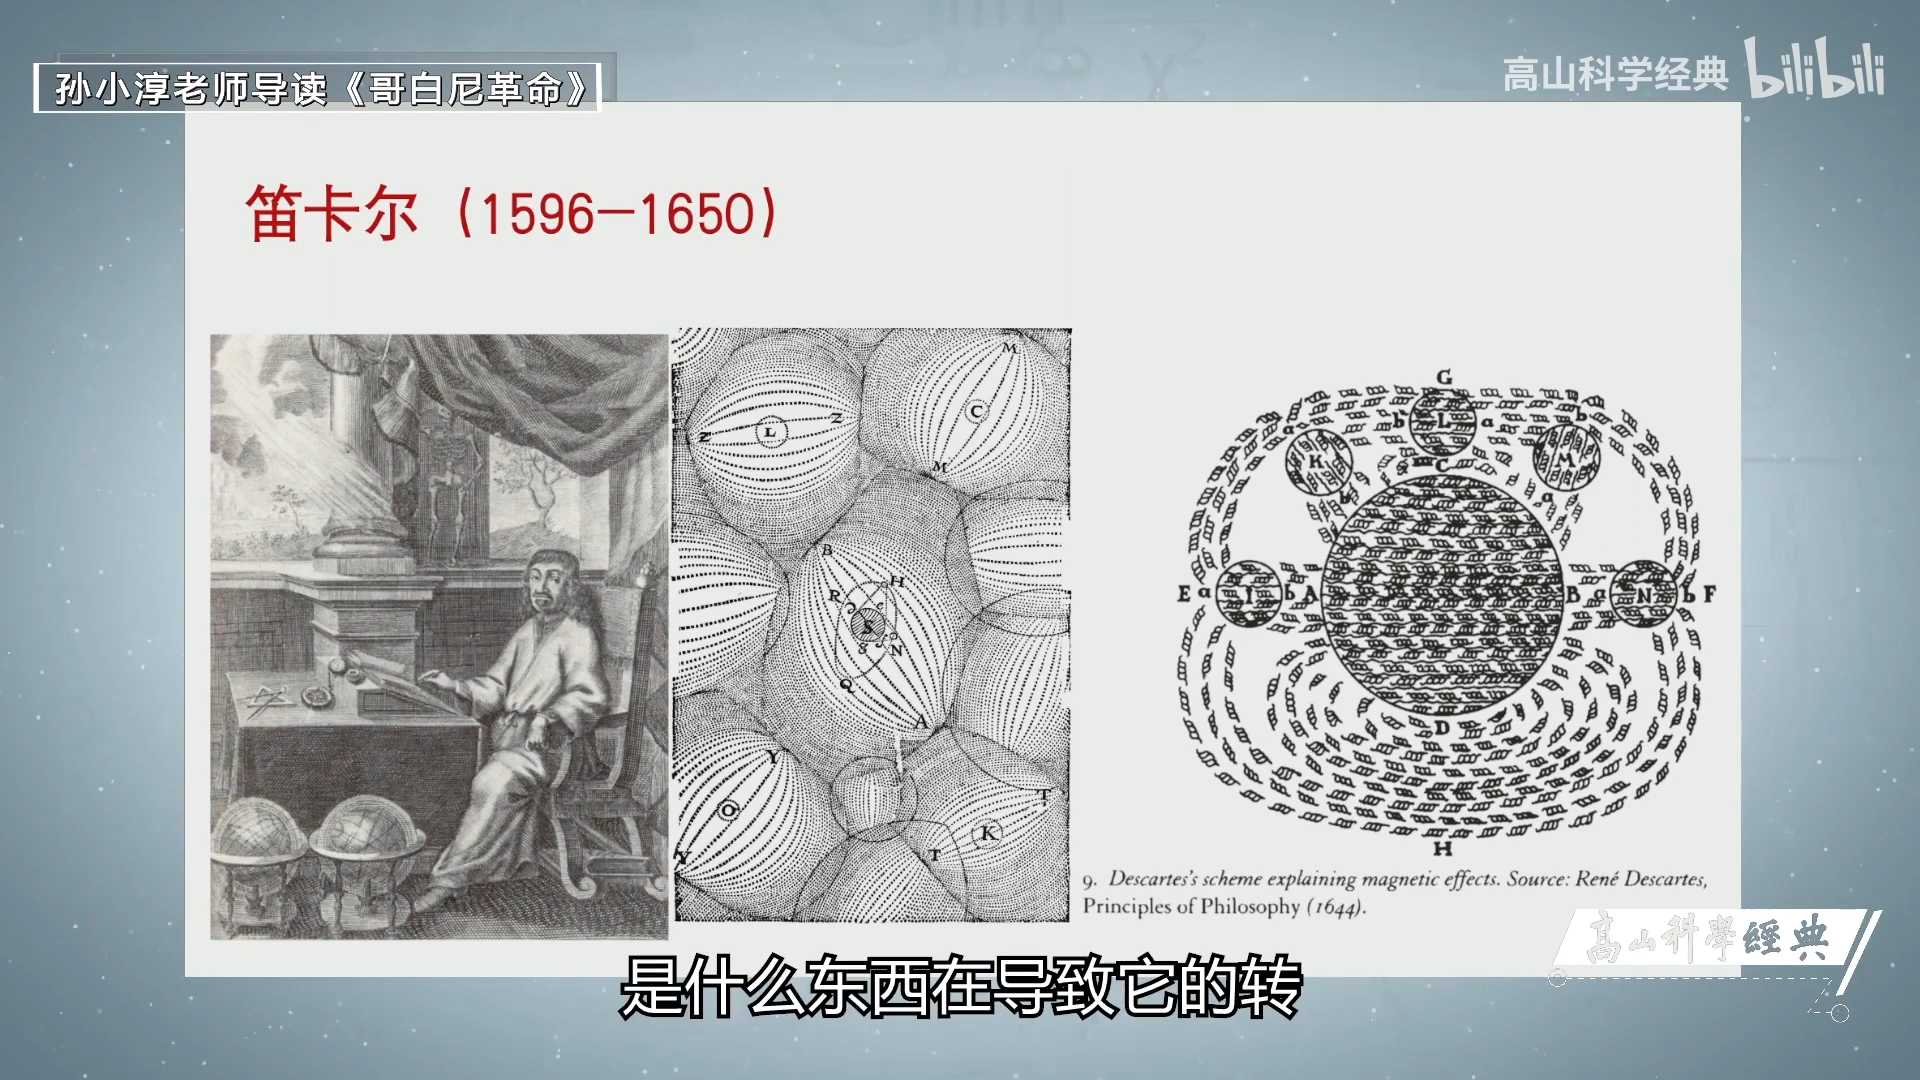 孙小淳老师导读《哥白尼革命》
高山科学经典 bilibili
笛卡尔（1596—1650）
M
C
Z
L
Z
M
B
H
R
S
N
Q
A
Y
O
Y
T
K
T
G
b L a
K
M
C
E a I b A
B a N b F
D
H
9. Descartes's scheme explaining magnetic effects. Source: René Descartes,
Principles of Philosophy (1644).
高山科學經典
是什么东西在导致它的转